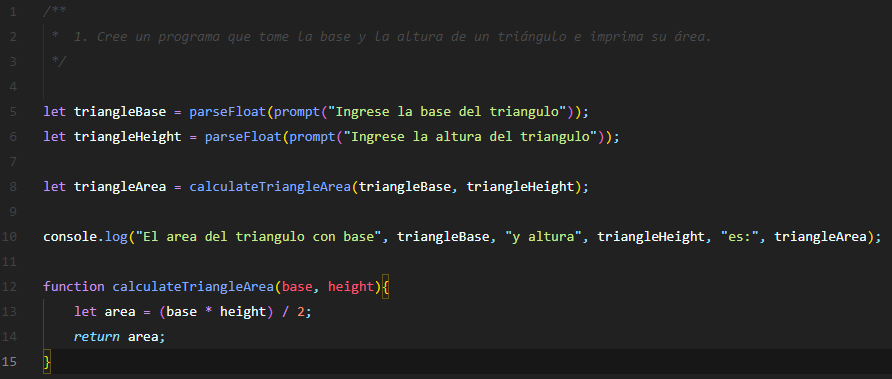 1 /**
2 * 1. Cree un programa que tome la base y la altura de un triángulo e imprima su área.
3 */
4
5 let triangleBase = parseFloat(prompt("Ingrese la base del triangulo"));
6 let triangleHeight = parseFloat(prompt("Ingrese la altura del triangulo"));
7
8 let triangleArea = calculateTriangleArea(triangleBase, triangleHeight);
9
10 console.log("El area del triangulo con base", triangleBase, "y altura", triangleHeight, "es:", triangleArea);
11
12 function calculateTriangleArea(base, height){
13 let area = (base * height) / 2;
14 return area;
15 }